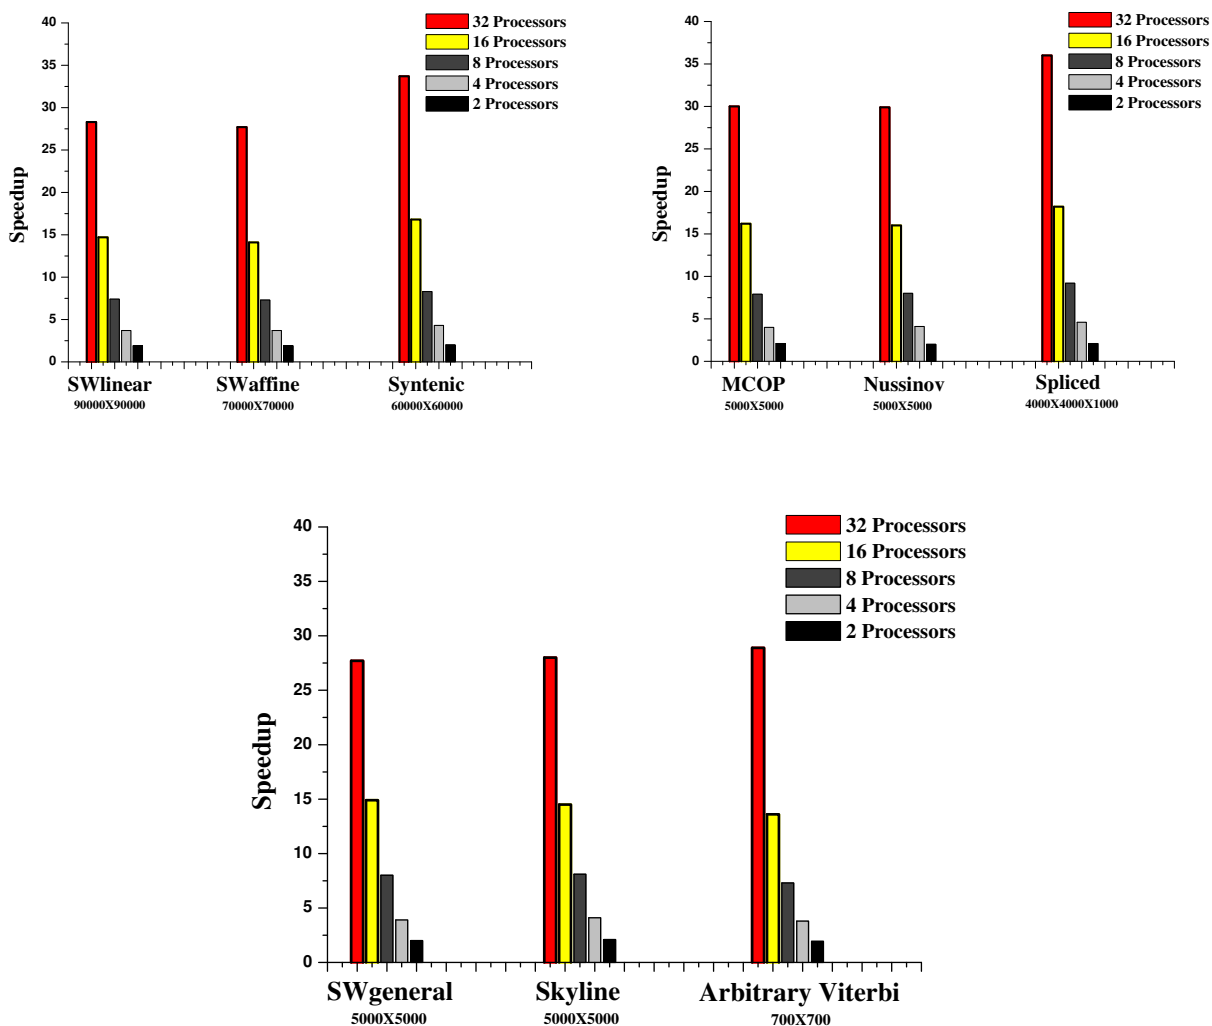 40
35
30
25
20
15
10
5
0
Speedup
32 Processors
16 Processors
8 Processors
4 Processors
2 Processors
SWlinear SWaffine Syntenic
90000X90000 70000X70000 60000X60000
40
35
30
25
20
15
10
5
0
Speedup
32 Processors
16 Processors
8 Processors
4 Processors
2 Processors
MCOP Nussinov Spliced
5000X5000 5000X5000 4000X4000X1000
40
35
30
25
20
15
10
5
0
Speedup
32 Processors
16 Processors
8 Processors
4 Processors
2 Processors
SWgeneral Skyline Arbitrary Viterbi
5000X5000 5000X5000 700X700